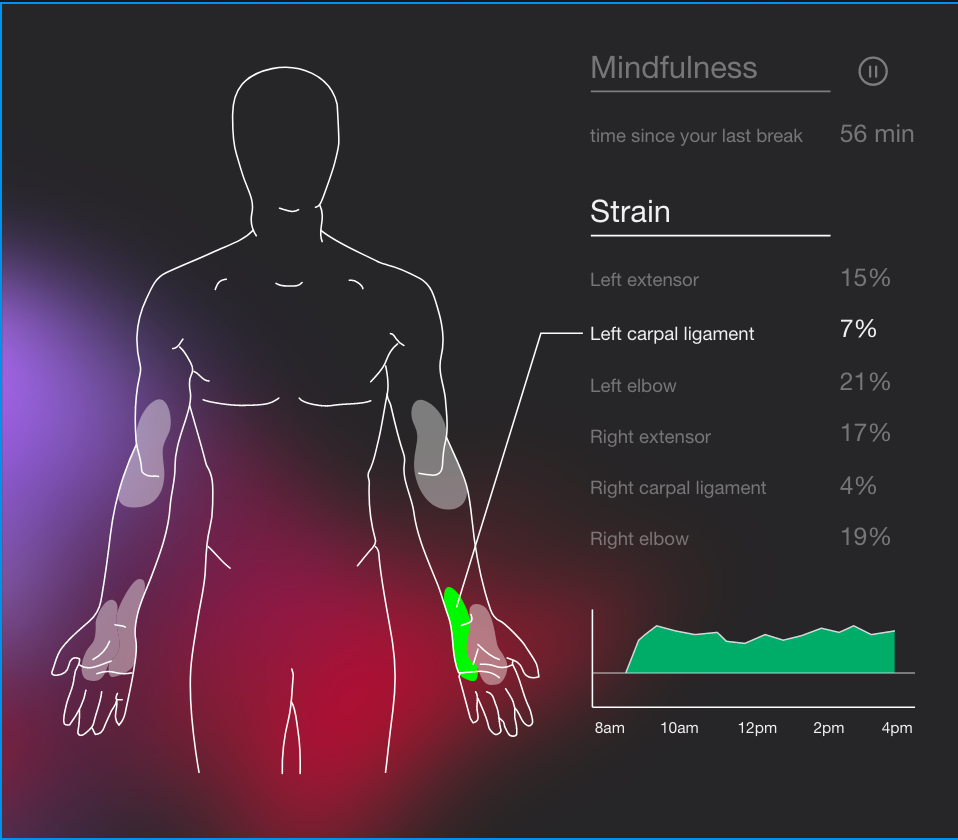 Mindfulness
time since your last break 56 min
Strain
Left extensor 15%
Left carpal ligament 7%
Left elbow 21%
Right extensor 17%
Right carpal ligament 4%
Right elbow 19%
8am 10am 12pm 2pm 4pm